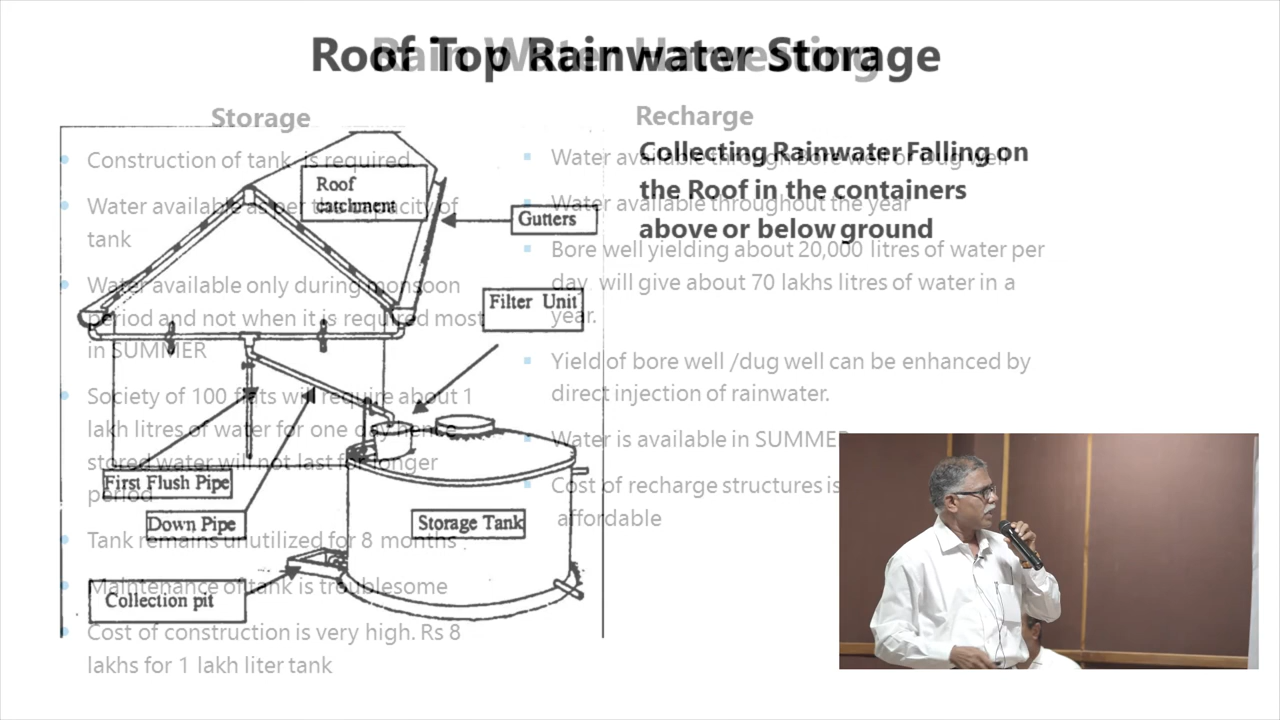 Roof Top Rainwater Storage
Rain Water Harvesting
Collecting Rainwater Falling on
the Roof in the containers
above or below ground
Roof
catchment
Gutters
Filter Unit
First Flush Pipe
Down Pipe
Storage Tank
Collection pit
Storage
Construction of tank is required
Water available as per the capacity of
tank
Water available only during monsoon
period and not when it is required most
in SUMMER
Society of 100 flats will require about 1
lakh litres of water for one day hence
stored water will not last for longer
period
Tank remains unutilized for 8 months
Maintenance of tank is troublesome
Cost of construction is very high. Rs 8
lakhs for 1 lakh liter tank
Recharge
Water available through Bore well or Dug well
Water available throughout the year
Bore well yielding about 20,000 litres of water per
day will give about 70 lakhs litres of water in a
year.
Yield of bore well /dug well can be enhanced by
direct injection of rainwater.
Water is available in SUMMER
Cost of recharge structures is
affordable